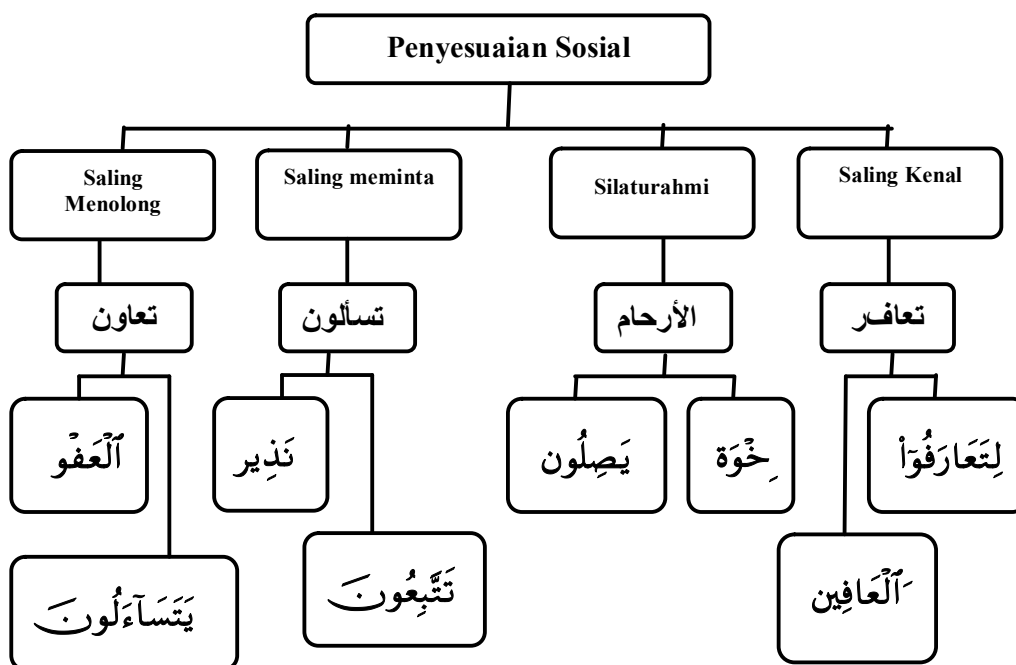 Penyesuaian Sosial
Saling
Menolong
Saling meminta
Silaturahmi
Saling Kenal
تعاون
تسألون
الأرحام
تعافر
ٱلْعَفْو
نَذِير
يَصِلُون
ِخْوَة
لِتَعَارَفُوٓا۟
يَتَسَآءَلُونَ
تَتَّبِعُونَ
َٱلْعَافِين